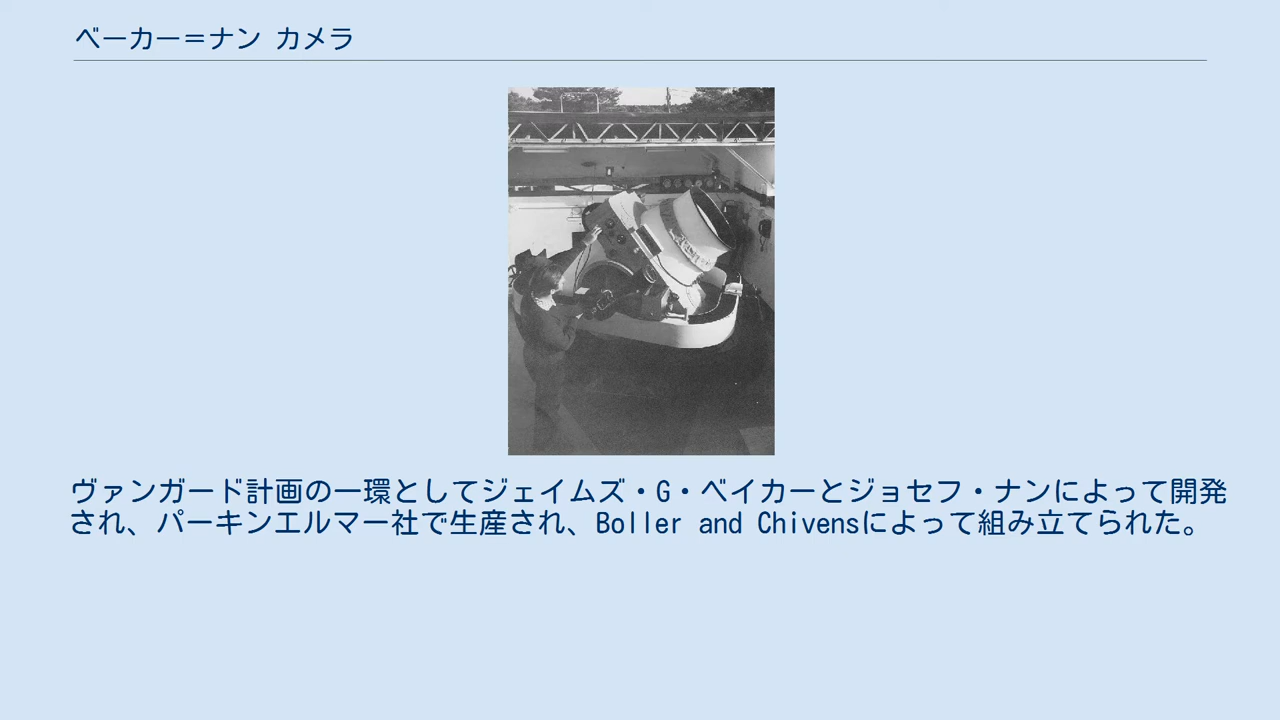 ベーカー＝ナン カメラ
ヴァンガード計画の一環としてジェイムズ・G・ベイカーとジョセフ・ナンによって開発
され、パーキンエルマー社で生産され、Boller and Chivensによって組み立てられた。